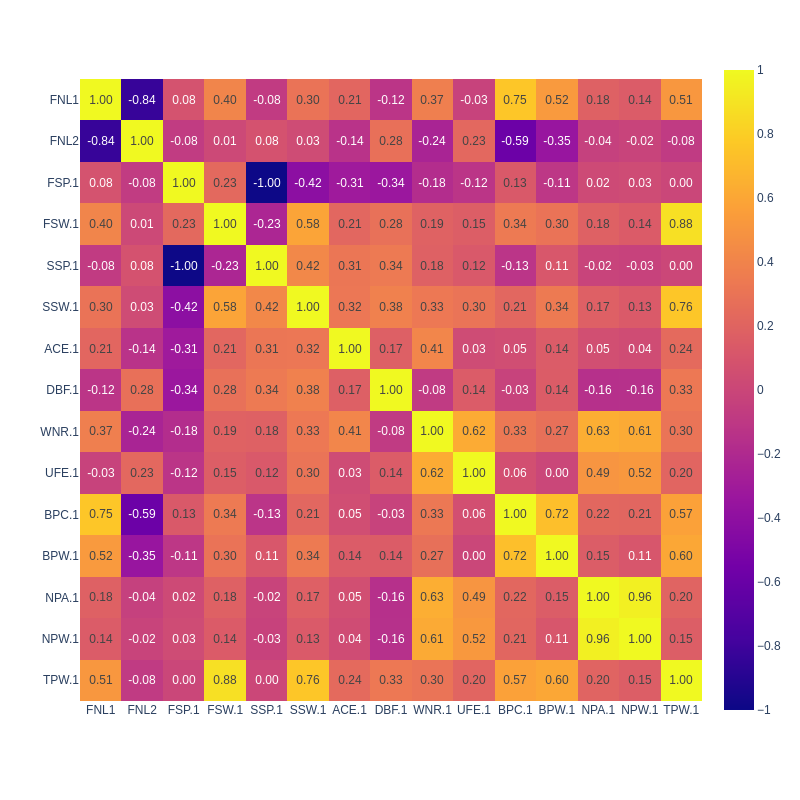 FNL1 1.00 −0.84 0.08 0.40 −0.08 0.30 0.21 −0.12 0.37 −0.03 0.75 0.52 0.18 0.14 0.51
FNL2 −0.84 1.00 −0.08 0.01 0.08 0.03 −0.14 0.28 −0.24 0.23 −0.59 −0.35 −0.04 −0.02 −0.08
FSP.1 0.08 −0.08 1.00 0.23 −1.00 −0.42 −0.31 −0.34 −0.18 −0.12 0.13 −0.11 0.02 0.03 0.00
FSW.1 0.40 0.01 0.23 1.00 −0.23 0.58 0.21 0.28 0.19 0.15 0.34 0.30 0.18 0.14 0.88
SSP.1 −0.08 0.08 −1.00 −0.23 1.00 0.42 0.31 0.34 0.18 0.12 −0.13 0.11 −0.02 −0.03 0.00
SSW.1 0.30 0.03 −0.42 0.58 0.42 1.00 0.32 0.38 0.33 0.30 0.21 0.34 0.17 0.13 0.76
ACE.1 0.21 −0.14 −0.31 0.21 0.31 0.32 1.00 0.17 0.41 0.03 0.05 0.14 0.05 0.04 0.24
DBF.1 −0.12 0.28 −0.34 0.28 0.34 0.38 0.17 1.00 −0.08 0.14 −0.03 0.14 −0.16 −0.16 0.33
WNR.1 0.37 −0.24 −0.18 0.19 0.18 0.33 0.41 −0.08 1.00 0.62 0.33 0.27 0.63 0.61 0.30
UFE.1 −0.03 0.23 −0.12 0.15 0.12 0.30 0.03 0.14 0.62 1.00 0.06 0.00 0.49 0.52 0.20
BPC.1 0.75 −0.59 0.13 0.34 −0.13 0.21 0.05 −0.03 0.33 0.06 1.00 0.72 0.22 0.21 0.57
BPW.1 0.52 −0.35 −0.11 0.30 0.11 0.34 0.14 0.14 0.27 0.00 0.72 1.00 0.15 0.11 0.60
NPA.1 0.18 −0.04 0.02 0.18 −0.02 0.17 0.05 −0.16 0.63 0.49 0.22 0.15 1.00 0.96 0.20
NPW.1 0.14 −0.02 0.03 0.14 −0.03 0.13 0.04 −0.16 0.61 0.52 0.21 0.11 0.96 1.00 0.15
TPW.1 0.51 −0.08 0.00 0.88 0.00 0.76 0.24 0.33 0.30 0.20 0.57 0.60 0.20 0.15 1.00
FNL1 FNL2 FSP.1 FSW.1 SSP.1 SSW.1 ACE.1 DBF.1 WNR.1 UFE.1 BPC.1 BPW.1 NPA.1 NPW.1 TPW.1
1
0.8
0.6
0.4
0.2
0
−0.2
−0.4
−0.6
−0.8
−1